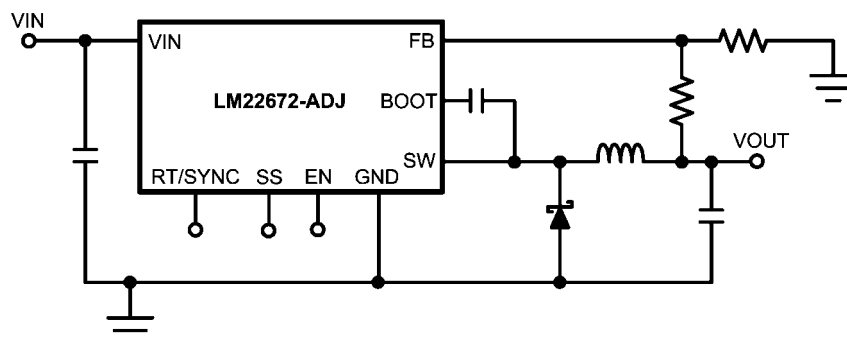 VIN
VIN
FB
LM22672-ADJ
BOOT
VOUT
SW
RT/SYNC SS EN GND